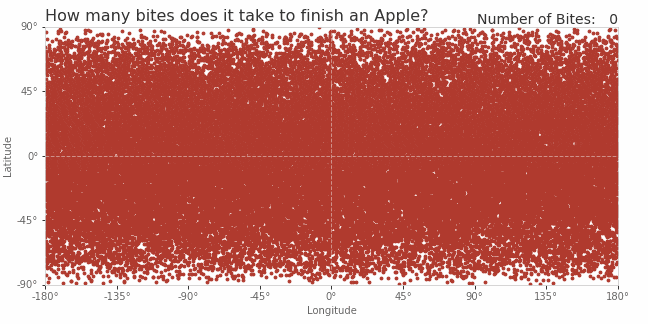 How many bites does it take to finish an Apple?
Number of Bites: 0
90°
45°
0°
-45°
-90°
Latitude
-180° -135° -90° -45° 0° 45° 90° 135° 180°
Longitude